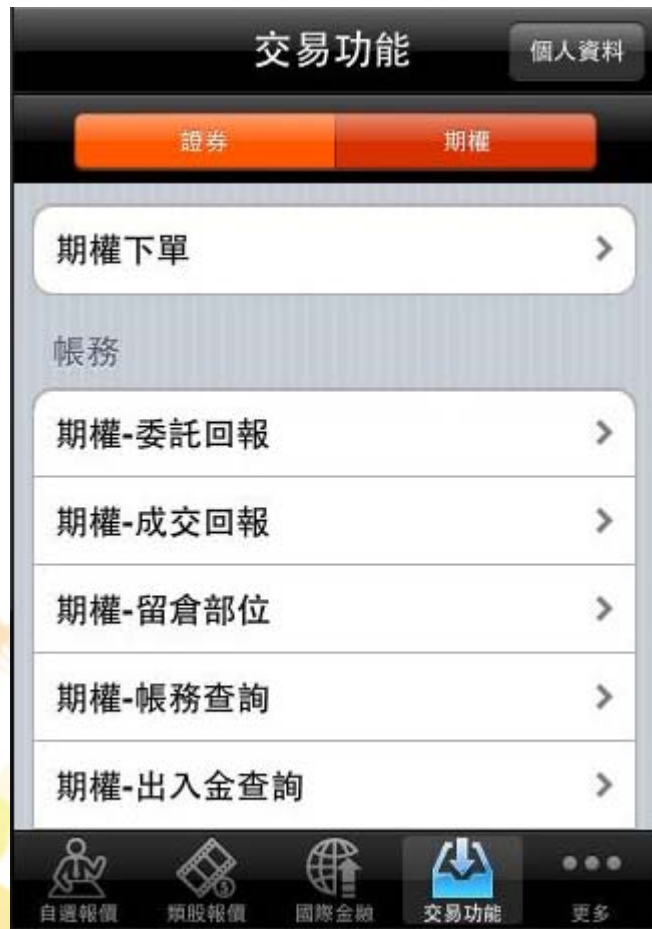 交易功能
個人資料
證券
期權
期權下單
帳務
期權-委託回報
期權-成交回報
期權-留倉部位
期權-帳務查詢
期權-出入金查詢
自選報價
類股報價
國際金融
交易功能
更多